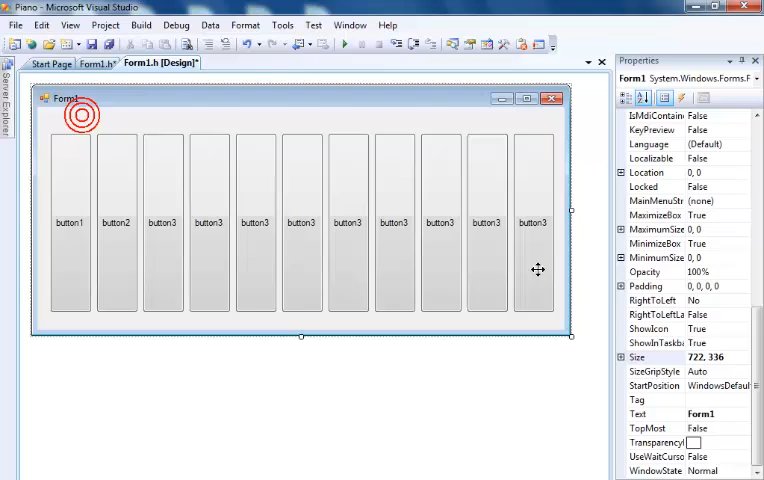 Piano - Microsoft Visual Studio
File Edit View Project Build Debug Data Format Tools Test Window Help
Start Page Form1.h* Form1.h [Design]*
Server Explorer
Form1
button1 button2 button3 button3 button3 button3 button3 button3 button3 button3 button3
Properties
Form1 System.Windows.Forms.F
IsMdiContaine False
KeyPreview False
Language (Default)
Localizable False
Location 0, 0
Locked False
MainMenuStr (none)
MaximizeBox True
MaximumSize 0, 0
MinimizeBox True
MinimumSize 0, 0
Opacity 100%
Padding 0, 0, 0, 0
RightToLeft No
RightToLeftLa False
ShowIcon True
ShowInTaskba True
Size 722, 336
SizeGripStyle Auto
StartPosition WindowsDefau
Tag
Text Form1
TopMost False
TransparencyI
UseWaitCurso False
WindowState Normal